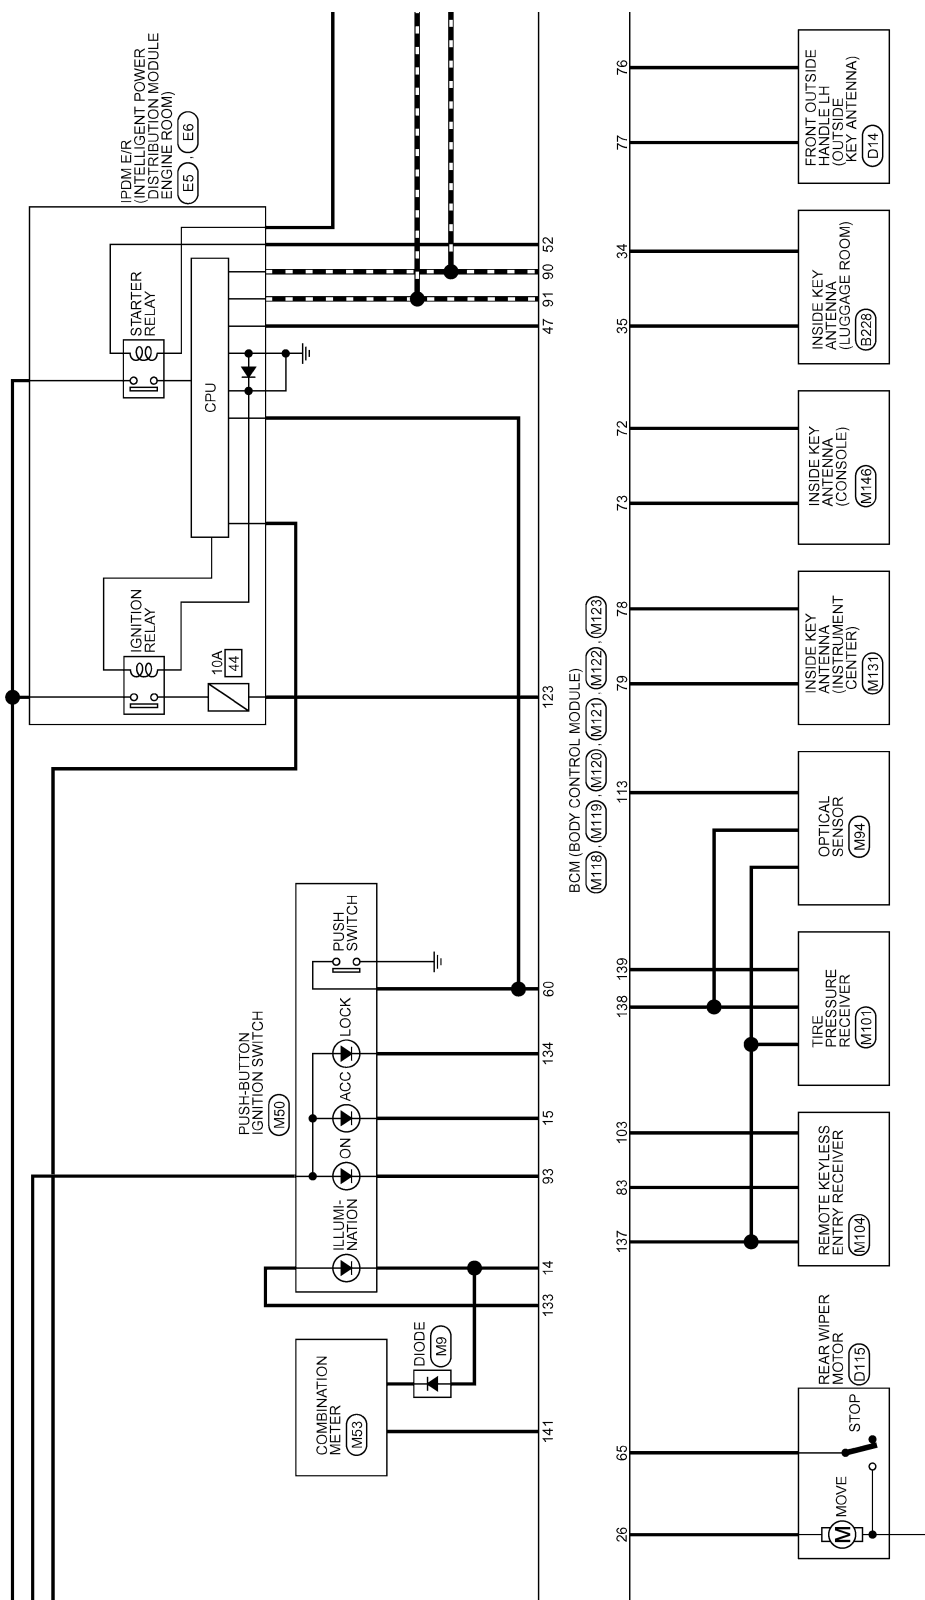 IPDM E/R
(INTELLIGENT POWER
DISTRIBUTION MODULE
ENGINE ROOM)
E5 , E6
STARTER
RELAY
CPU
IGNITION
RELAY
10A
44
52
90
91
47
123
PUSH-BUTTON
IGNITION SWITCH
M50
PUSH
SWITCH
LOCK
ACC
ON
ILLUMI-
NATION
60
134
15
93
14
133
141
COMBINATION
METER
M53
DIODE
M9
BCM (BODY CONTROL MODULE)
M118 , M119 , M120 , M121 , M122 , M123
76
77
FRONT OUTSIDE
HANDLE LH
(OUTSIDE
KEY ANTENNA)
D14
34
35
INSIDE KEY
ANTENNA
(LUGGAGE ROOM)
B228
72
73
INSIDE KEY
ANTENNA
(CONSOLE)
M146
78
79
INSIDE KEY
ANTENNA
(INSTRUMENT
CENTER)
M131
113
OPTICAL
SENSOR
M94
139
138
TIRE
PRESSURE
RECEIVER
M101
103
83
137
REMOTE KEYLESS
ENTRY RECEIVER
M104
REAR WIPER
MOTOR
D115
65
26
STOP
MOVE
M